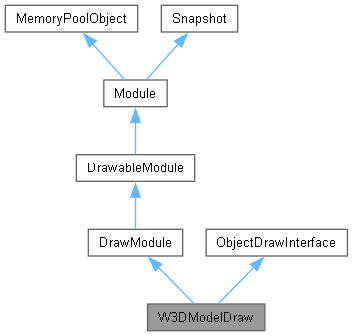 MemoryPoolObject
Snapshot
Module
DrawableModule
DrawModule
ObjectDrawInterface
W3DModelDraw